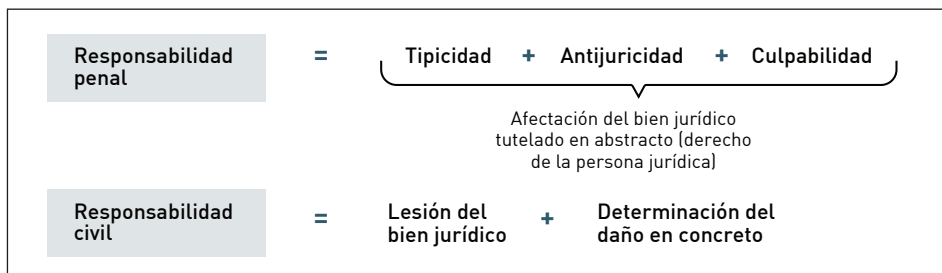 Responsabilidad penal = Tipicidad + Antijuricidad + Culpabilidad
Afectación del bien jurídico
tutelado en abstracto (derecho
de la persona jurídica)
Responsabilidad civil = Lesión del bien jurídico + Determinación del daño en concreto